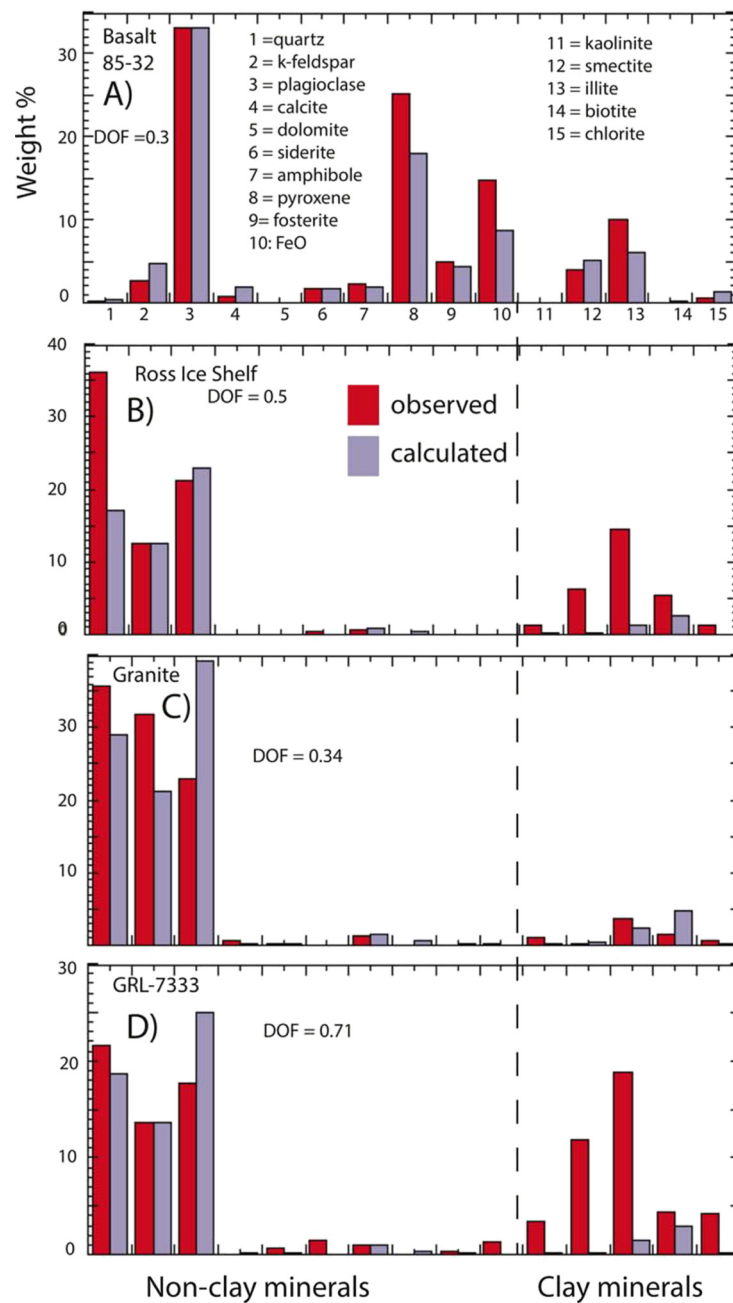 Basalt
85-32
A)
DOF =0.3
Weight %
30
20
10
0
1 =quartz
2 = k-feldspar
3 = plagioclase
4 = calcite
5 = dolomite
6 = siderite
7 = amphibole
8 = pyroxene
9= fosterite
10: FeO
11 = kaolinite
12 = smectite
13 = illite
14 = biotite
15 = chlorite
1 2 3 4 5 6 7 8 9 10 11 12 13 14 15
Ross Ice Shelf
B)
DOF = 0.5
observed
calculated
40
30
20
10
0
Granite
C)
DOF = 0.34
30
20
10
GRL-7333
D)
DOF = 0.71
30
20
10
0
Non-clay minerals
Clay minerals